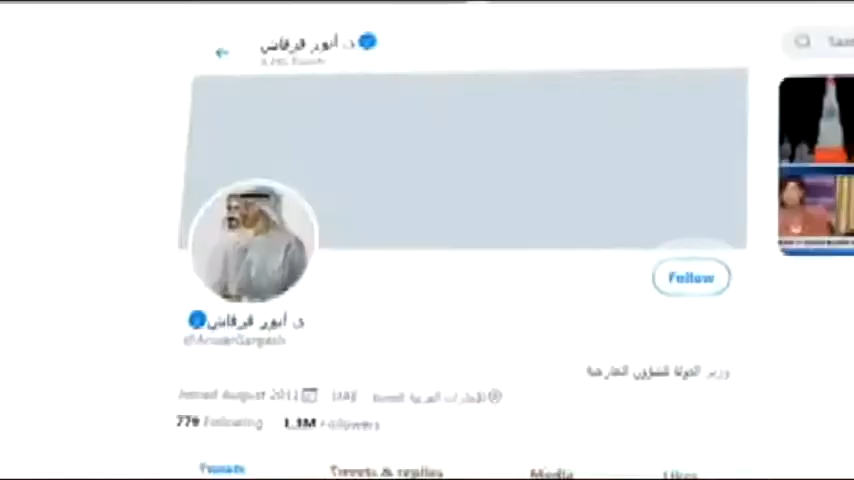 د. أنور قرقاش
Follow
د. أنور قرقاش
@AnwarGargash
وزير الدولة للشؤون الخارجية
Joined August 2011 UAE الإمارات العربية المتحدة
779 Following 1.3M Followers
Tweets Tweets & replies Media Likes